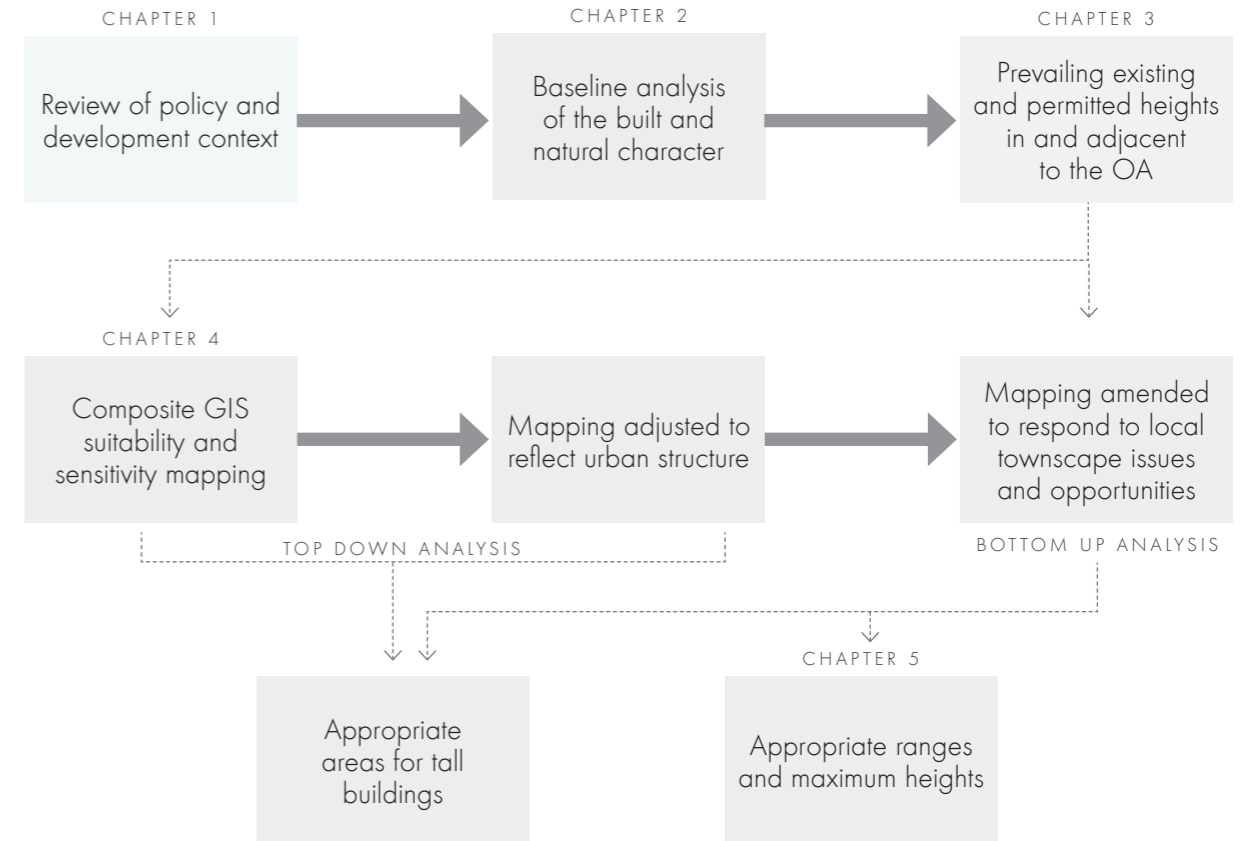 CHAPTER 1
Review of policy and
development context
CHAPTER 2
Baseline analysis
of the built and
natural character
CHAPTER 3
Prevailing existing
and permitted heights
in and adjacent
to the OA
CHAPTER 4
Composite GIS
suitability and
sensitivity mapping
Mapping adjusted to
reflect urban structure
Mapping amended
to respond to local
townscape issues
and opportunities
TOP DOWN ANALYSIS
BOTTOM UP ANALYSIS
Appropriate
areas for tall
buildings
CHAPTER 5
Appropriate ranges
and maximum heights